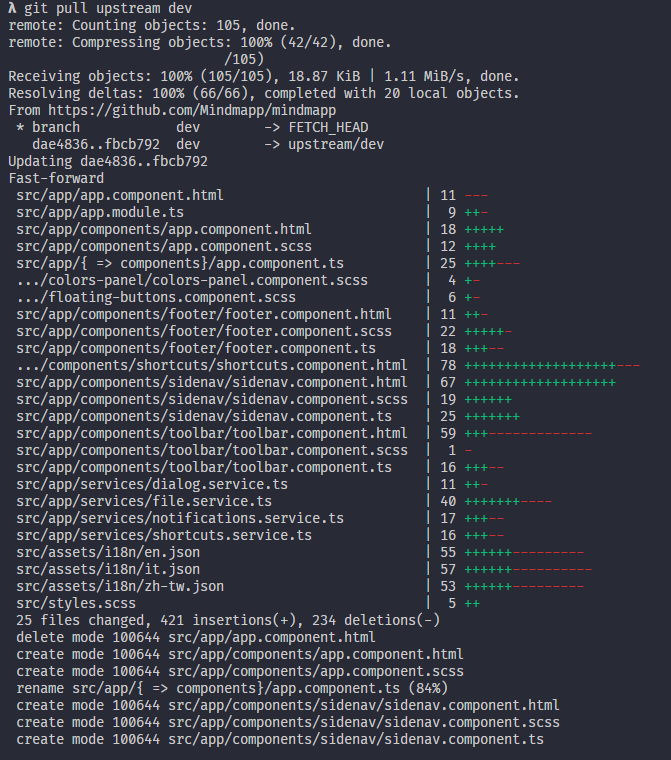 λ git pull upstream dev
remote: Counting objects: 105, done.
remote: Compressing objects: 100% (42/42), done.
/105)
Receiving objects: 100% (105/105), 18.87 KiB | 1.11 MiB/s, done.
Resolving deltas: 100% (66/66), completed with 20 local objects.
From https://github.com/Mindmapp/mindmapp
* branch dev -> FETCH_HEAD
dae4836..fbcb792 dev -> upstream/dev
Updating dae4836..fbcb792
Fast-forward
src/app/app.component.html | 11 ---
src/app/app.module.ts | 9 ++-
src/app/components/app.component.html | 18 +++++
src/app/components/app.component.scss | 12 ++++
src/app/{ => components}/app.component.ts | 25 ++++---
.../colors-panel/colors-panel.component.scss | 4 +-
.../floating-buttons.component.scss | 6 +-
src/app/components/footer/footer.component.html | 11 ++-
src/app/components/footer/footer.component.scss | 22 +++++-
src/app/components/footer/footer.component.ts | 18 +++--
.../components/shortcuts/shortcuts.component.html | 78 +++++++++++++++++++---
src/app/components/sidenav/sidenav.component.html | 67 +++++++++++++++++++
src/app/components/sidenav/sidenav.component.scss | 19 ++++++
src/app/components/sidenav/sidenav.component.ts | 25 +++++++
src/app/components/toolbar/toolbar.component.html | 59 +++-------------
src/app/components/toolbar/toolbar.component.scss | 1 -
src/app/components/toolbar/toolbar.component.ts | 16 +++--
src/app/services/dialog.service.ts | 11 ++-
src/app/services/file.service.ts | 40 +++++++----
src/app/services/notifications.service.ts | 17 +++--
src/app/services/shortcuts.service.ts | 16 +++--
src/assets/i18n/en.json | 55 ++++++---------
src/assets/i18n/it.json | 57 ++++++----------
src/assets/i18n/zh-tw.json | 53 ++++++---------
src/styles.scss | 5 ++
25 files changed, 421 insertions(+), 234 deletions(-)
delete mode 100644 src/app/app.component.html
create mode 100644 src/app/components/app.component.html
create mode 100644 src/app/components/app.component.scss
rename src/app/{ => components}/app.component.ts (84%)
create mode 100644 src/app/components/sidenav/sidenav.component.html
create mode 100644 src/app/components/sidenav/sidenav.component.scss
create mode 100644 src/app/components/sidenav/sidenav.component.ts